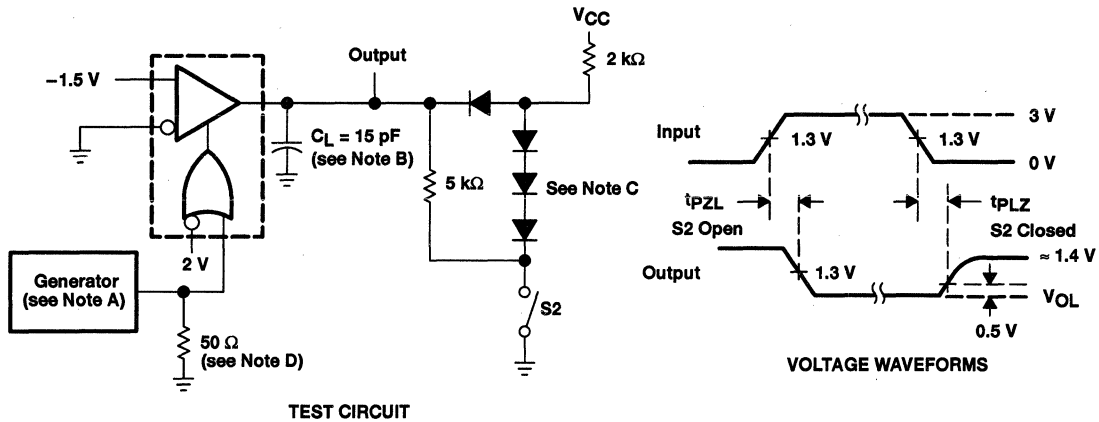 VCC
2 kΩ
Output
−1.5 V
CL = 15 pF
(see Note B)
5 kΩ
See Note C
2 V
Generator
(see Note A)
50 Ω
(see Note D)
S2
TEST CIRCUIT
Input
3 V
1.3 V
1.3 V
0 V
tPZL
tPLZ
S2 Open
S2 Closed
≈ 1.4 V
Output
1.3 V
VOL
0.5 V
VOLTAGE WAVEFORMS